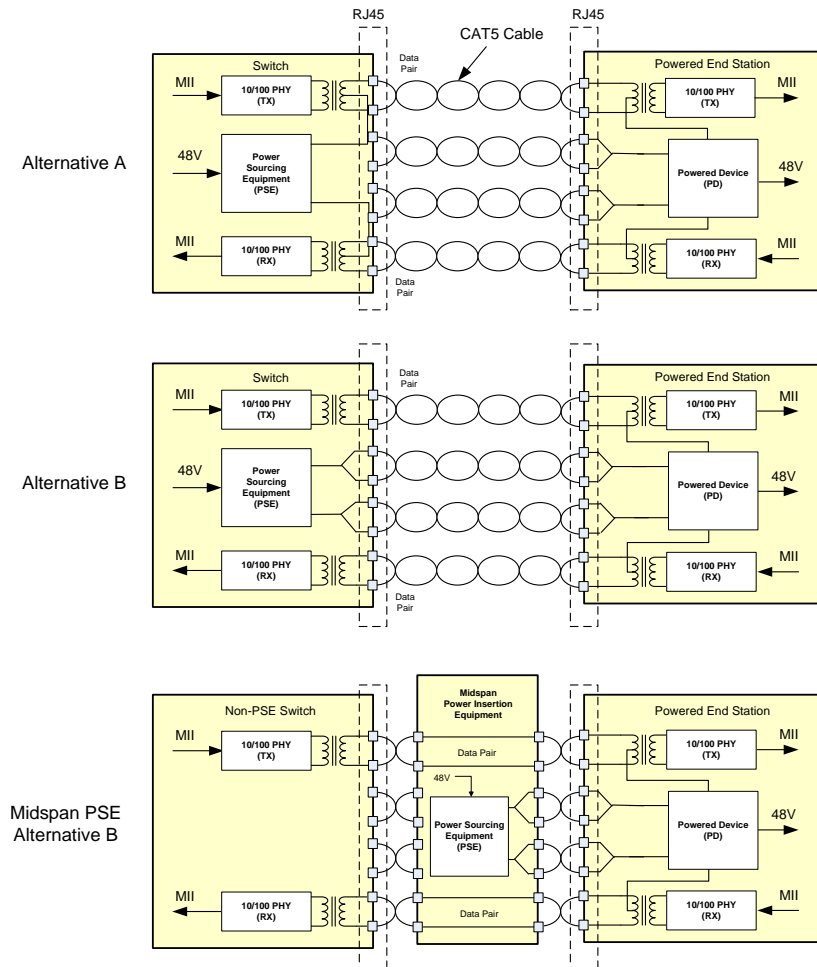 RJ45
RJ45
CAT5 Cable
Data
Pair
Switch
Powered End Station
MII
10/100 PHY
(TX)
10/100 PHY
(TX)
MII
Alternative A
48V
Power
Sourcing
Equipment
(PSE)
Powered Device
(PD)
48V
MII
10/100 PHY
(RX)
10/100 PHY
(RX)
MII
Data
Pair
Data
Pair
Switch
Powered End Station
MII
10/100 PHY
(TX)
10/100 PHY
(TX)
MII
Alternative B
48V
Power
Sourcing
Equipment
(PSE)
Powered Device
(PD)
48V
MII
10/100 PHY
(RX)
10/100 PHY
(RX)
MII
Data
Pair
Non-PSE Switch
Midspan
Power Insertion
Equipment
Powered End Station
MII
10/100 PHY
(TX)
Data Pair
10/100 PHY
(TX)
MII
Midspan PSE
Alternative B
48V
Power Sourcing
Equipment
(PSE)
Powered Device
(PD)
48V
MII
10/100 PHY
(RX)
Data Pair
10/100 PHY
(RX)
MII